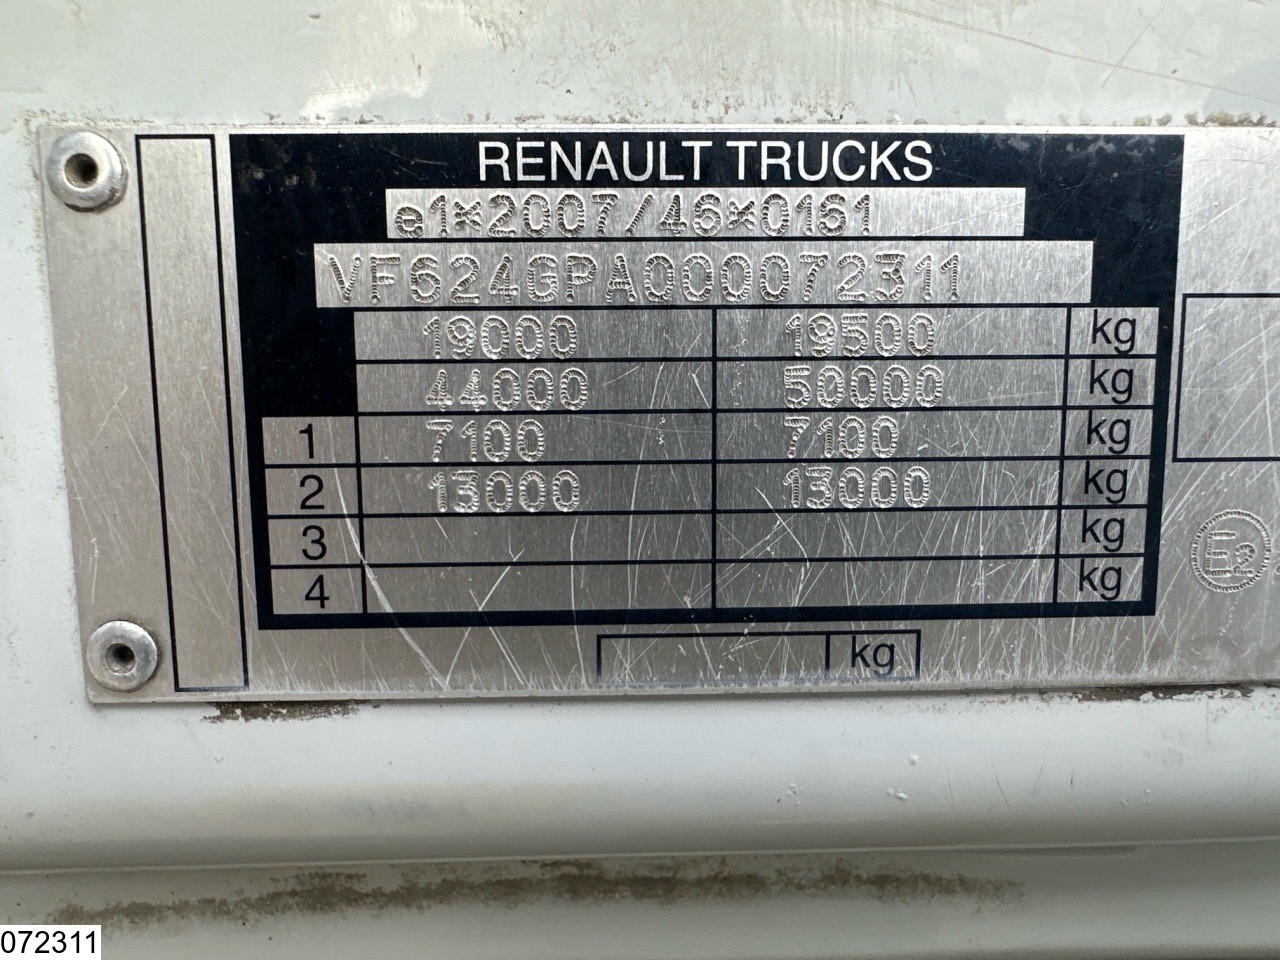 RENAULT TRUCKS
e1*2007/46*0161
VF624GPA000072311
19000 19500 kg
44000 50000 kg
1 7100 7100 kg
2 13000 13000 kg
3 kg
4 kg
kg
E2
072311